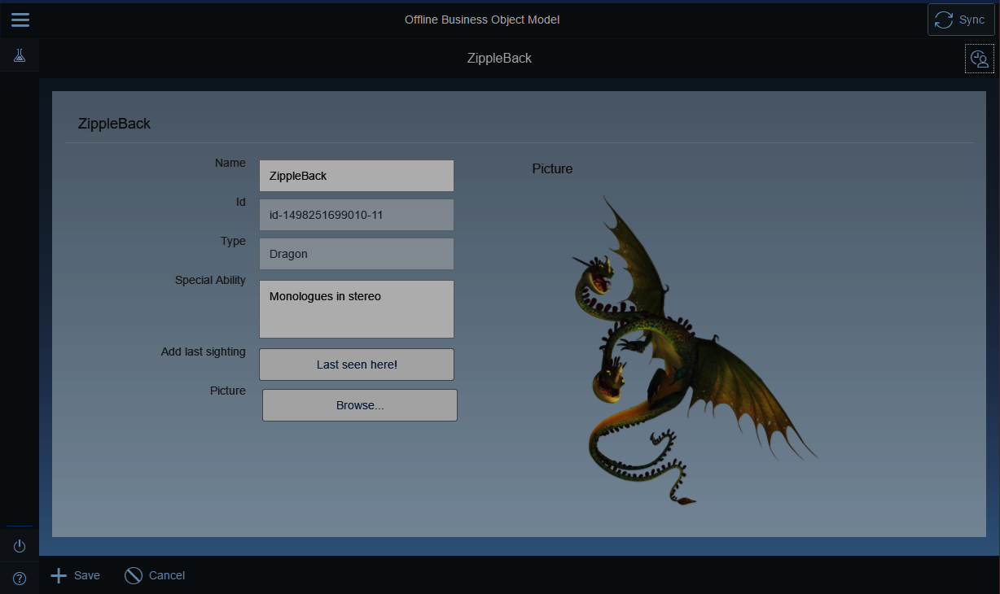 Offline Business Object Model
Sync
ZippleBack
ZippleBack
Name
ZippleBack
Id
id-1498251699010-11
Type
Dragon
Special Ability
Monologues in stereo
Add last sighting
Last seen here!
Picture
Browse...
Picture
Save
Cancel